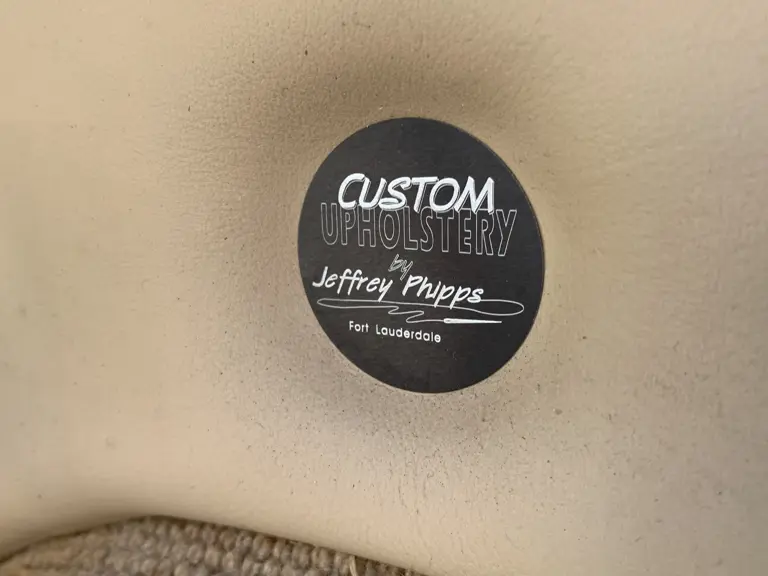 CUSTOM
UPHOLSTERY
by
Jeffrey Phipps
Fort Lauderdale